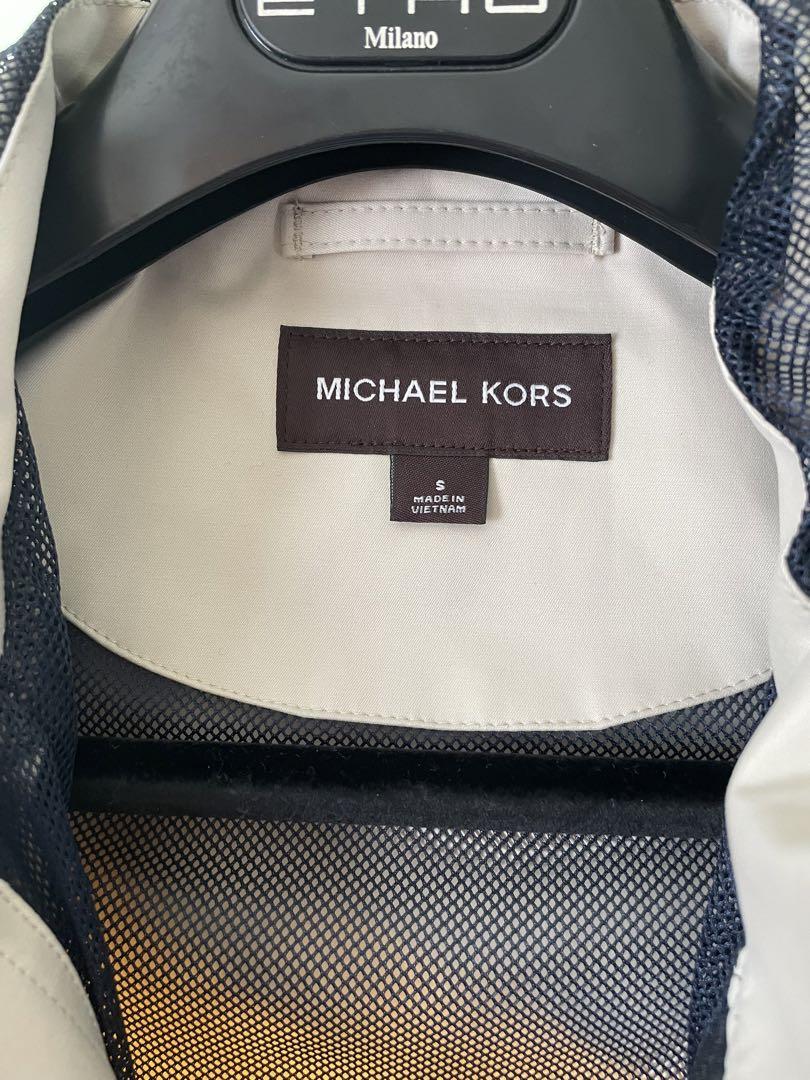 Milano
MICHAEL KORS
S
MADE IN
VIETNAM